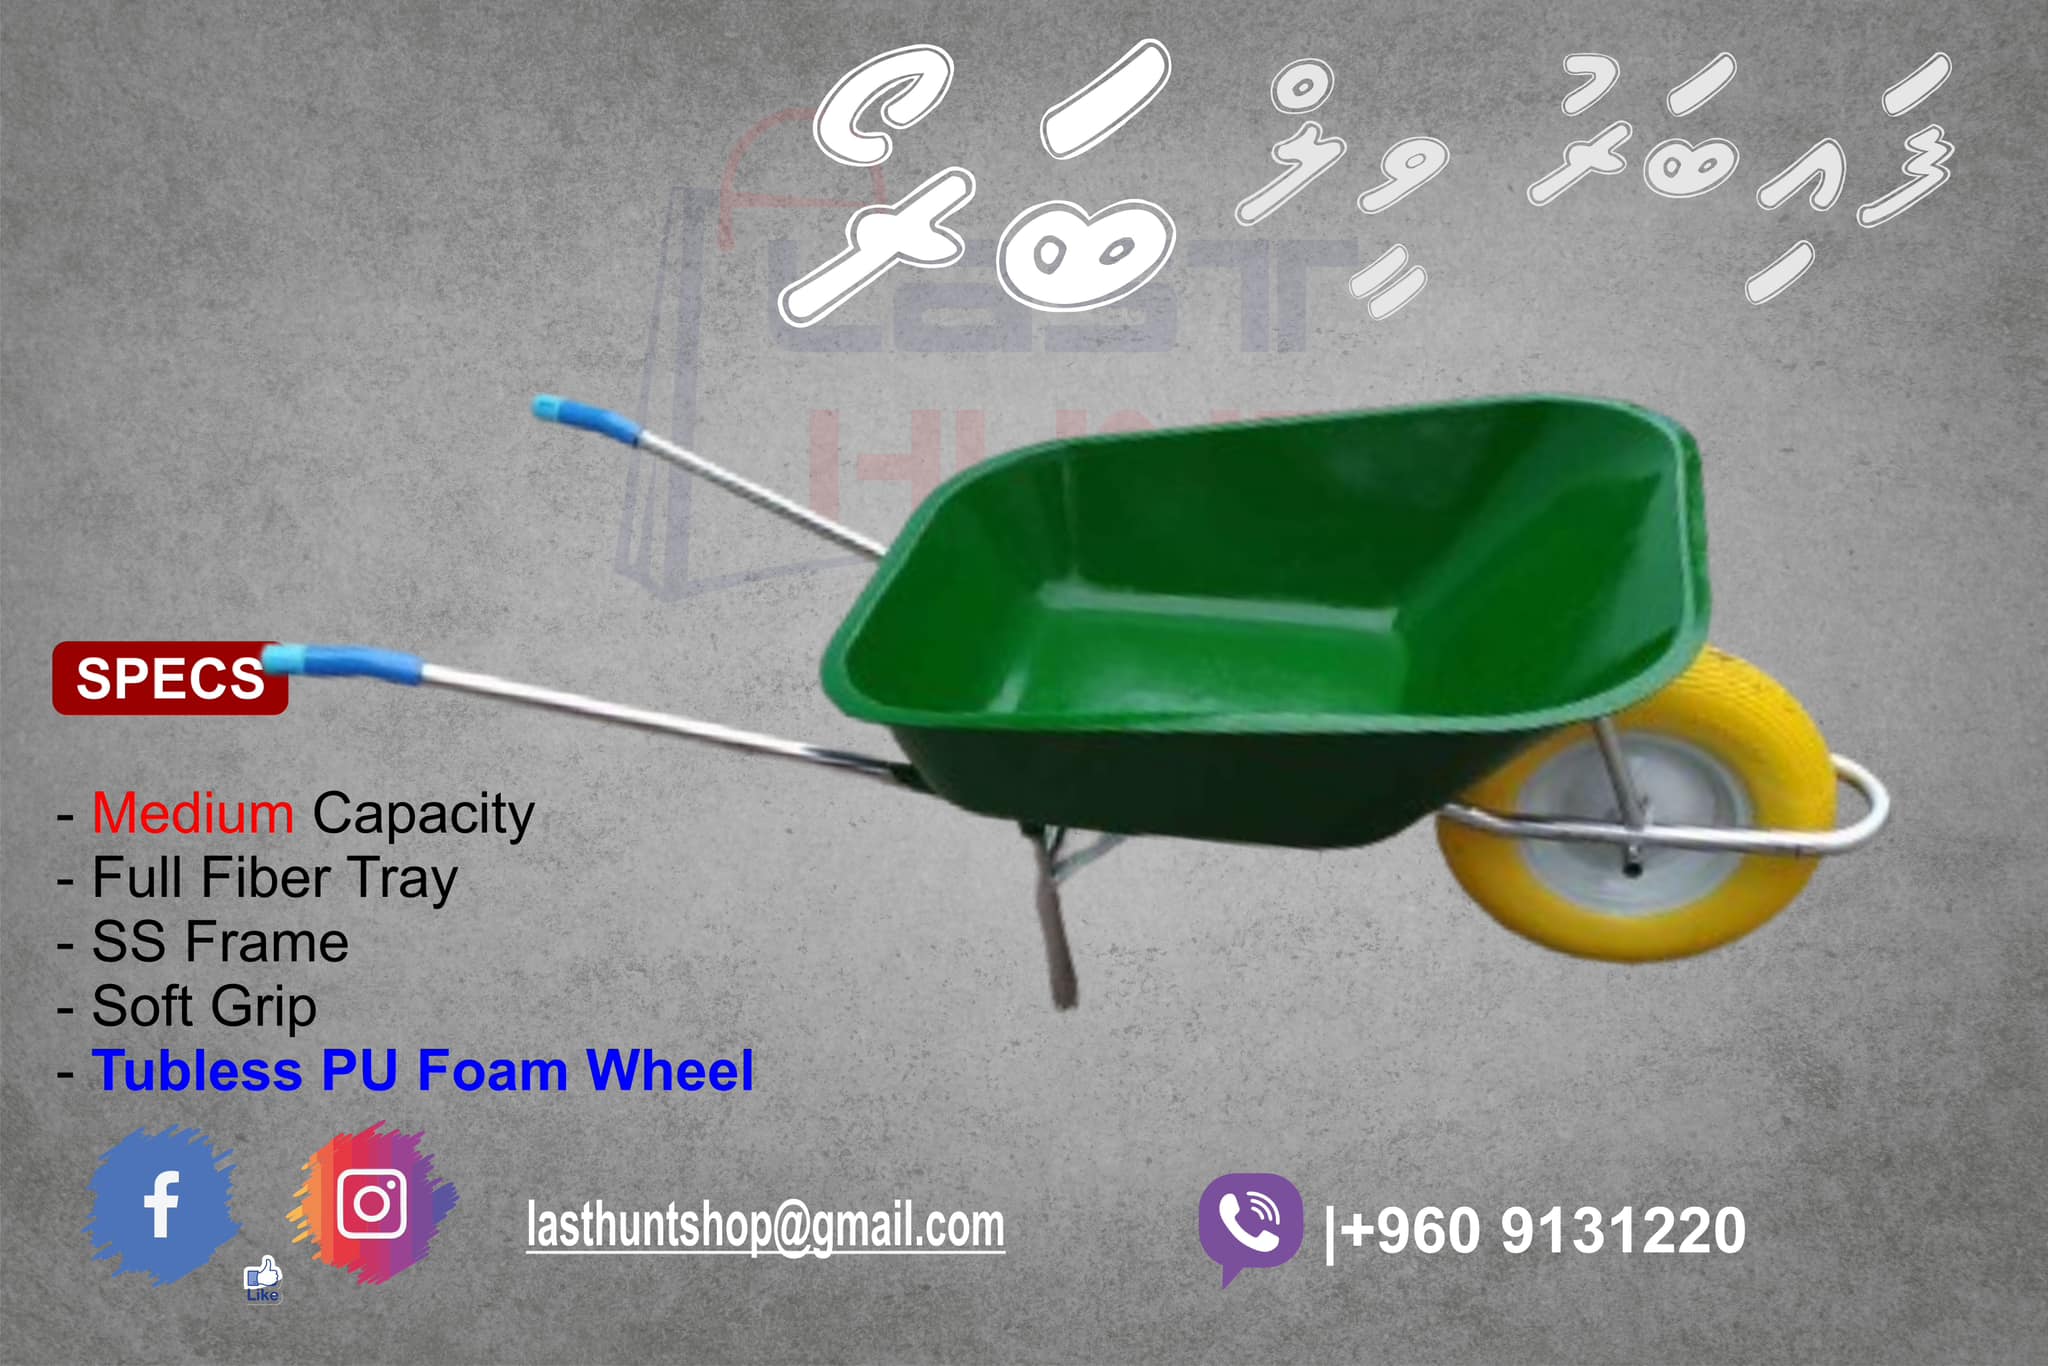 ފައިބަރު ވީލް ބަރޯ
LaST
SPECS
- Medium Capacity
- Full Fiber Tray
- SS Frame
- Soft Grip
- Tubless PU Foam Wheel
Like
lasthuntshop@gmail.com
|+960 9131220